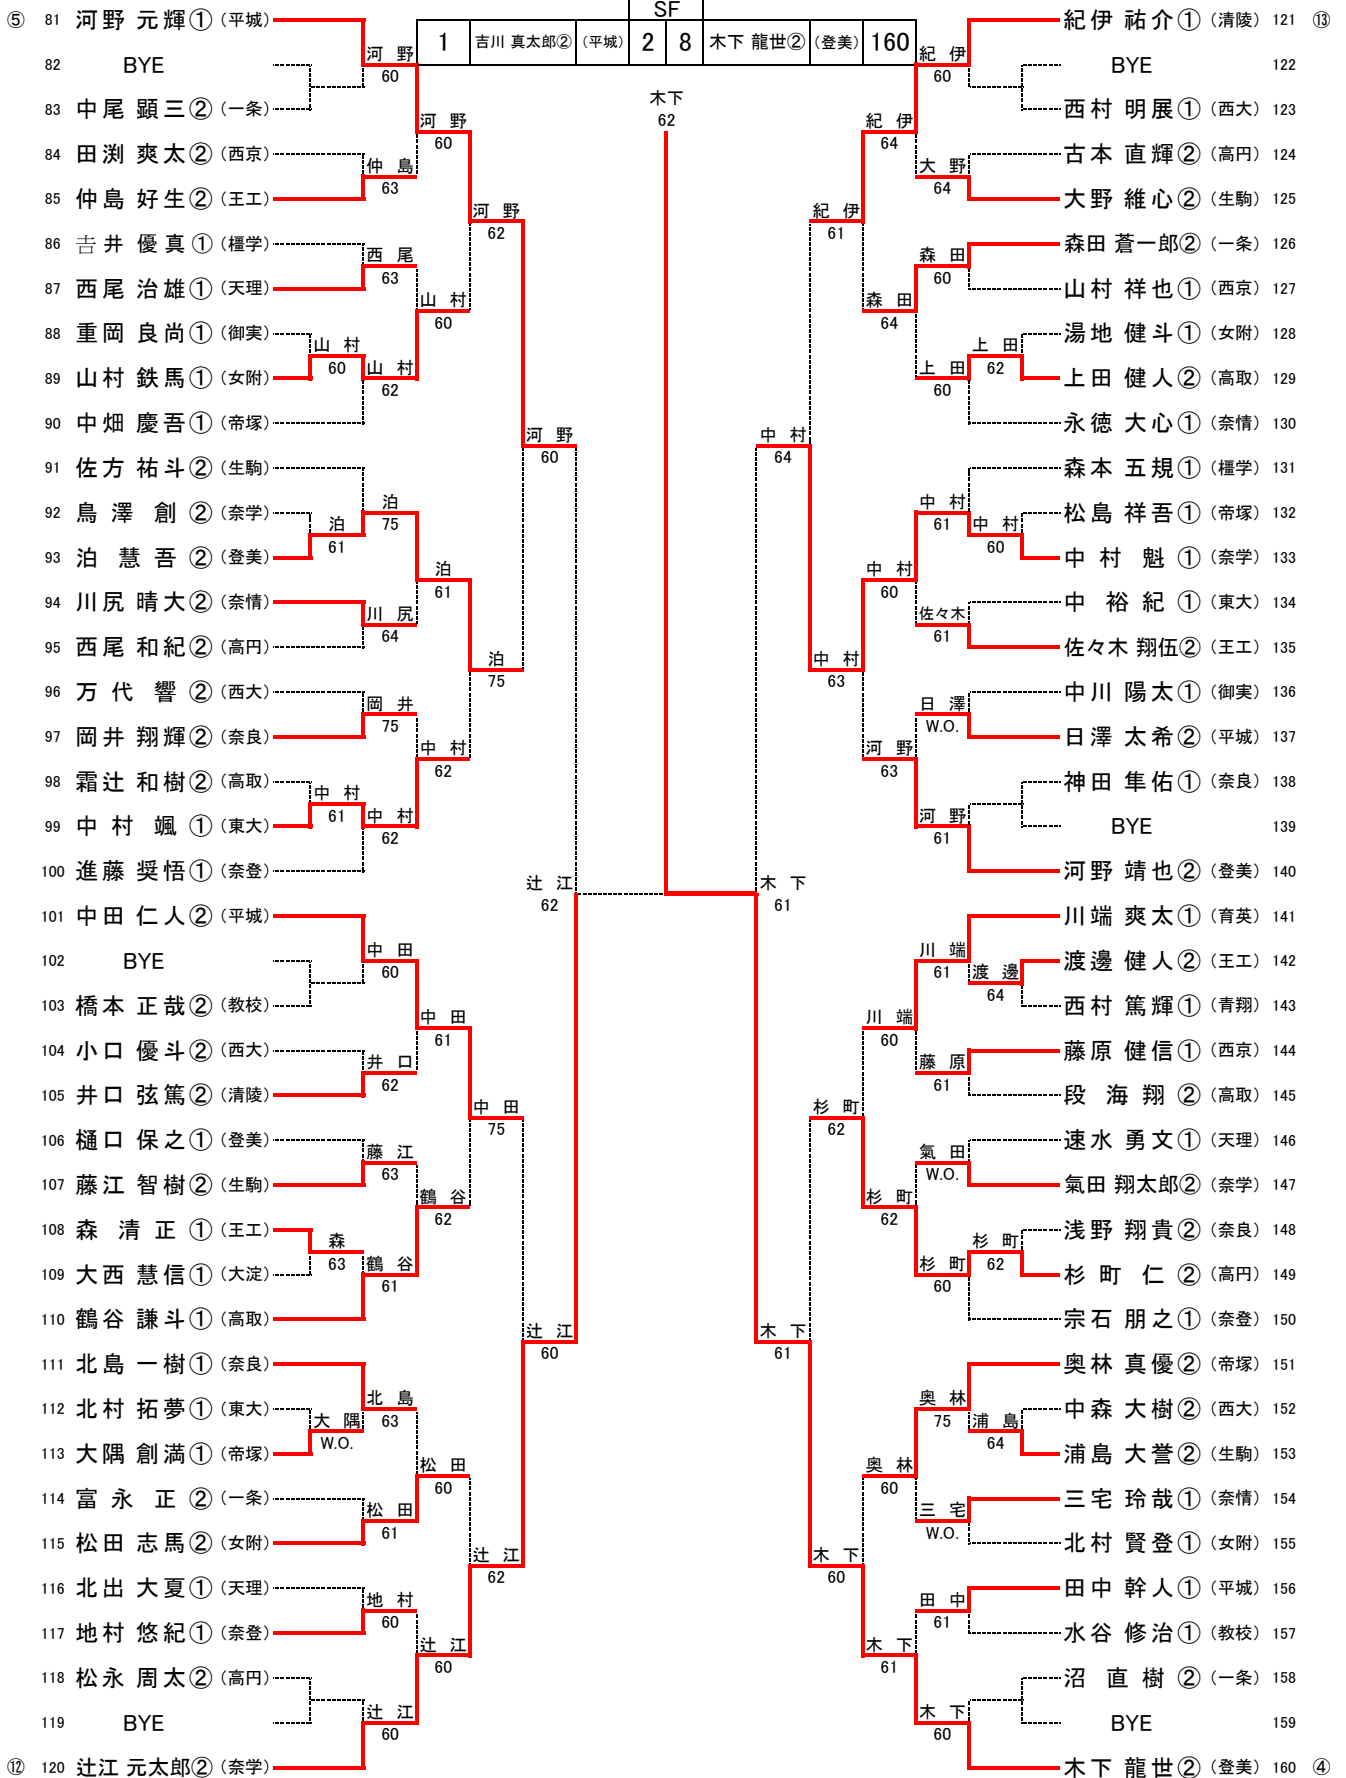 SF
1 吉川 真太郎② (平城) 2 8 木下 龍世② (登美) 160
木下
62
⑤ 81 河野 元輝① (平城)
82 BYE
83 中尾 顕三② (一条)
84 田渕 爽太② (西京)
85 仲島 好生② (王工)
86 吉井 優真① (橿学)
87 西尾 治雄① (天理)
88 重岡 良尚① (御実)
89 山村 鉄馬① (女附)
90 中畑 慶吾① (帝塚)
91 佐方 祐斗② (生駒)
92 鳥澤 創② (奈学)
93 泊 慧吾② (登美)
94 川尻 晴大② (奈情)
95 西尾 和紀② (高円)
96 万代 響② (西大)
97 岡井 翔輝② (奈良)
98 霜辻 和樹② (高取)
99 中村 颯① (東大)
100 進藤 奨悟① (奈登)
101 中田 仁人② (平城)
102 BYE
103 橋本 正哉② (教校)
104 小口 優斗② (西大)
105 井口 弦篤② (清陵)
106 樋口 保之① (登美)
107 藤江 智樹② (生駒)
108 森 清正① (王工)
109 大西 慧信① (大淀)
110 鶴谷 謙斗① (高取)
111 北島 一樹① (奈良)
112 北村 拓夢① (東大)
113 大隅 創満① (帝塚)
114 富永 正② (一条)
115 松田 志馬② (女附)
116 北出 大夏① (天理)
117 地村 悠紀① (奈登)
118 松永 周太② (高円)
119 BYE
⑫ 120 辻江 元太郎② (奈学)
山村
60
泊
61
中村
61
森
63
大隅
W.O.
河野
60
仲島
63
西尾
63
山村
62
泊
75
川尻
64
岡井
75
中村
62
中田
60
井口
62
藤江
63
鶴谷
61
北島
63
松田
61
地村
60
辻江
60
河野
60
山村
60
泊
61
中村
62
中田
61
鶴谷
62
松田
60
辻江
60
河野
62
泊
75
中田
75
辻江
62
河野
60
辻江
60
辻江
62
紀伊 祐介① (清陵) 121 ⑬
BYE 122
西村 明展① (西大) 123
古本 直輝② (高円) 124
大野 維心② (生駒) 125
森田 蒼一郎② (一条) 126
山村 祥也① (西京) 127
湯地 健斗① (女附) 128
上田 健人② (高取) 129
永徳 大心① (奈情) 130
森本 五規① (橿学) 131
松島 祥吾① (帝塚) 132
中村 魁① (奈学) 133
中 裕紀① (東大) 134
佐々木 翔伍② (王工) 135
中川 陽太① (御実) 136
日澤 太希② (平城) 137
神田 隼佑① (奈良) 138
BYE 139
河野 靖也② (登美) 140
川端 爽太① (育英) 141
渡邊 健人② (王工) 142
西村 篤輝① (青翔) 143
藤原 健信① (西京) 144
段 海翔② (高取) 145
速水 勇文① (天理) 146
氣田 翔太郎② (奈学) 147
浅野 翔貴② (奈良) 148
杉町 仁② (高円) 149
宗石 朋之① (奈登) 150
奥林 真優② (帝塚) 151
中森 大樹② (西大) 152
浦島 大誉② (生駒) 153
三宅 玲哉① (奈情) 154
北村 賢登① (女附) 155
田中 幹人① (平城) 156
水谷 修治① (教校) 157
沼 直樹② (一条) 158
BYE 159
木下 龍世② (登美) 160 ④
上田
62
中村
60
渡邊
64
杉町
62
浦島
64
紀伊
60
大野
64
森田
60
上田
60
中村
61
佐々木
61
日澤
W.O.
河野
61
川端
61
藤原
61
氣田
W.O.
杉町
60
奥林
75
三宅
W.O.
田中
61
木下
60
紀伊
64
森田
64
中村
60
河野
63
川端
60
杉町
62
奥林
60
木下
61
紀伊
61
中村
63
杉町
62
木下
60
中村
64
木下
61
木下
61